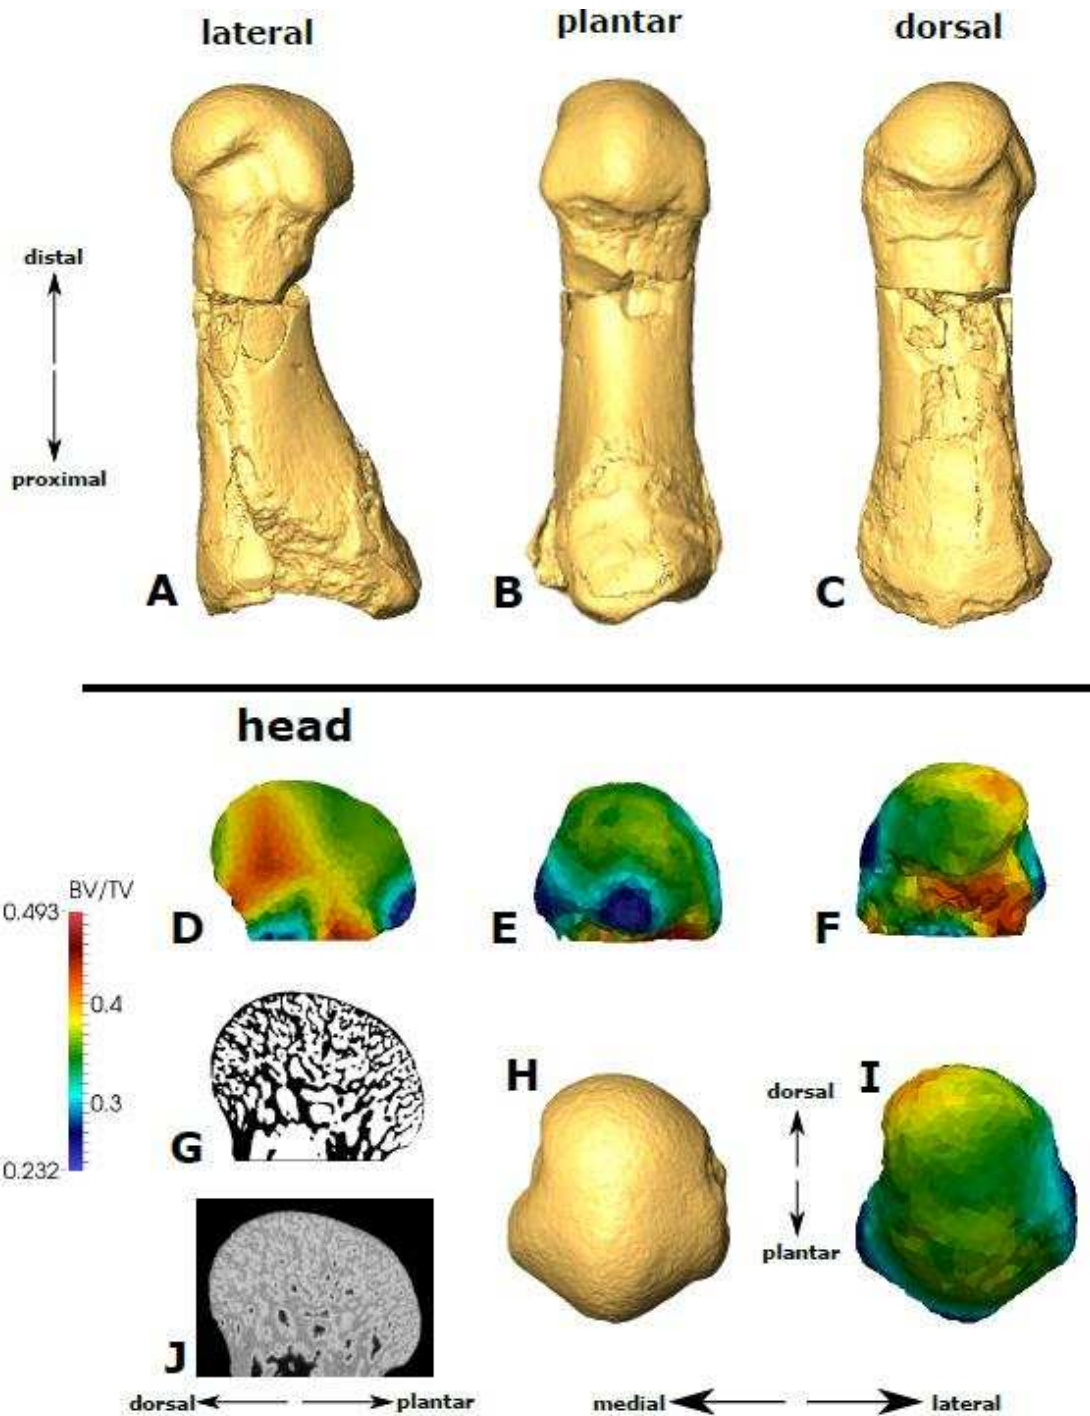 lateral
plantar
dorsal
distal
proximal
A
B
C
head
BV/TV
0.493
0.4
0.3
0.232
D
E
F
G
H
dorsal
plantar
I
J
dorsal
plantar
medial
lateral